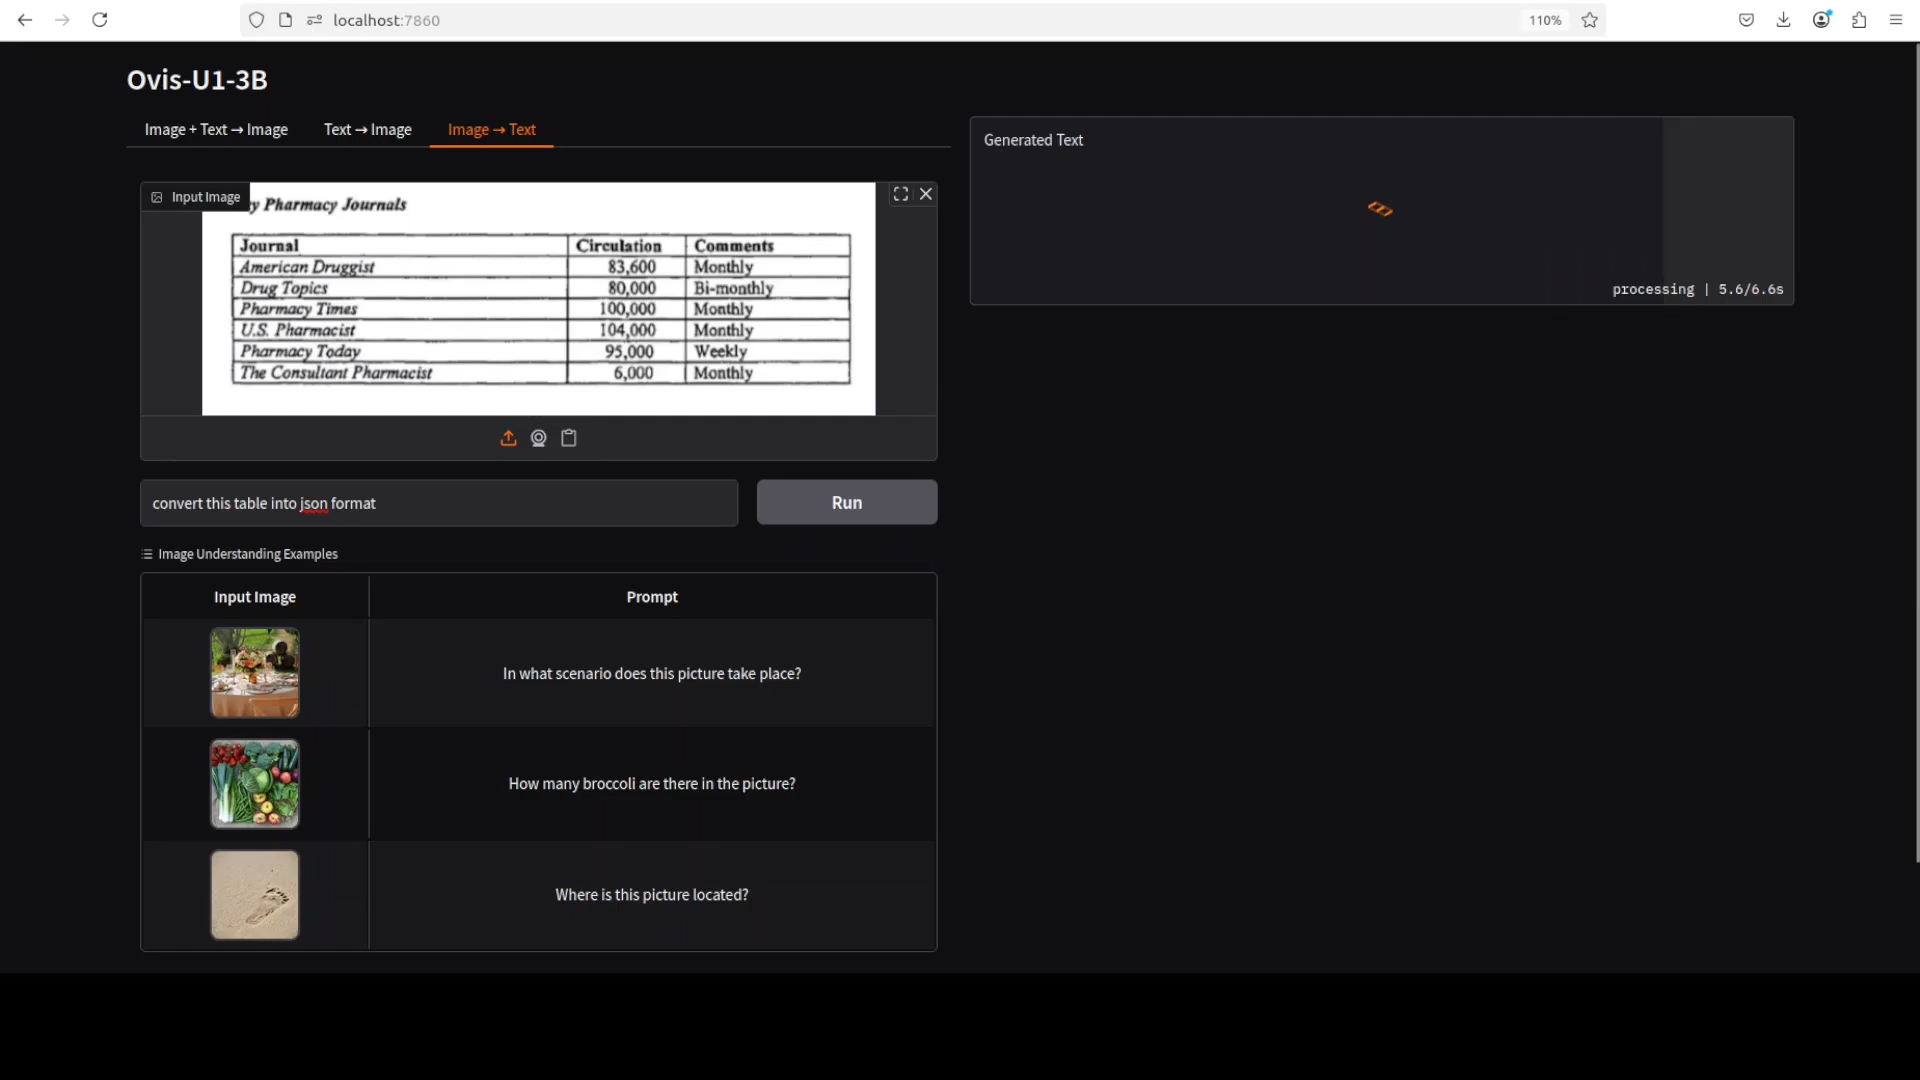 localhost:7860
110%
Ovis-U1-3B
Image + Text → Image
Text → Image
Image → Text
Input Image
y Pharmacy Journals
Journal Circulation Comments
American Druggist 83,600 Monthly
Drug Topics 80,000 Bi-monthly
Pharmacy Times 100,000 Monthly
U.S. Pharmacist 104,000 Monthly
Pharmacy Today 95,000 Weekly
The Consultant Pharmacist 6,000 Monthly
convert this table into json format
Run
Image Understanding Examples
Input Image Prompt
In what scenario does this picture take place?
How many broccoli are there in the picture?
Where is this picture located?
Generated Text
processing | 5.6/6.6s